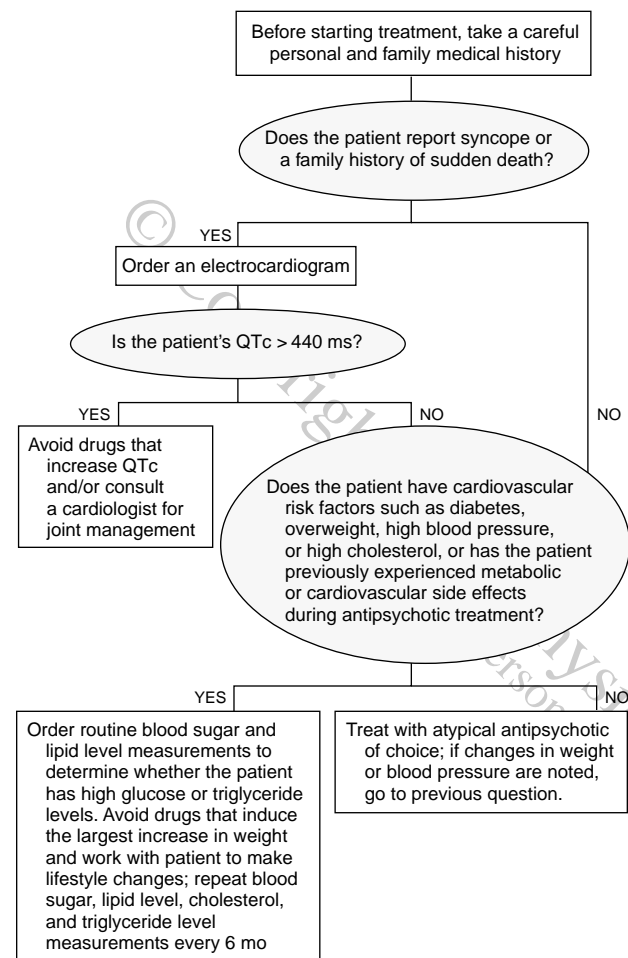 Before starting treatment, take a careful
personal and family medical history
Does the patient report syncope or
a family history of sudden death?
YES
Order an electrocardiogram
Is the patient's QTc > 440 ms?
YES
NO
NO
Avoid drugs that
increase QTc
and/or consult
a cardiologist for
joint management
Does the patient have cardiovascular
risk factors such as diabetes,
overweight, high blood pressure,
or high cholesterol, or has the patient
previously experienced metabolic
or cardiovascular side effects
during antipsychotic treatment?
YES
NO
Order routine blood sugar and
lipid level measurements to
determine whether the patient
has high glucose or triglyceride
levels. Avoid drugs that induce
the largest increase in weight
and work with patient to make
lifestyle changes; repeat blood
sugar, lipid level, cholesterol,
and triglyceride level
measurements every 6 mo
Treat with atypical antipsychotic
of choice; if changes in weight
or blood pressure are noted,
go to previous question.